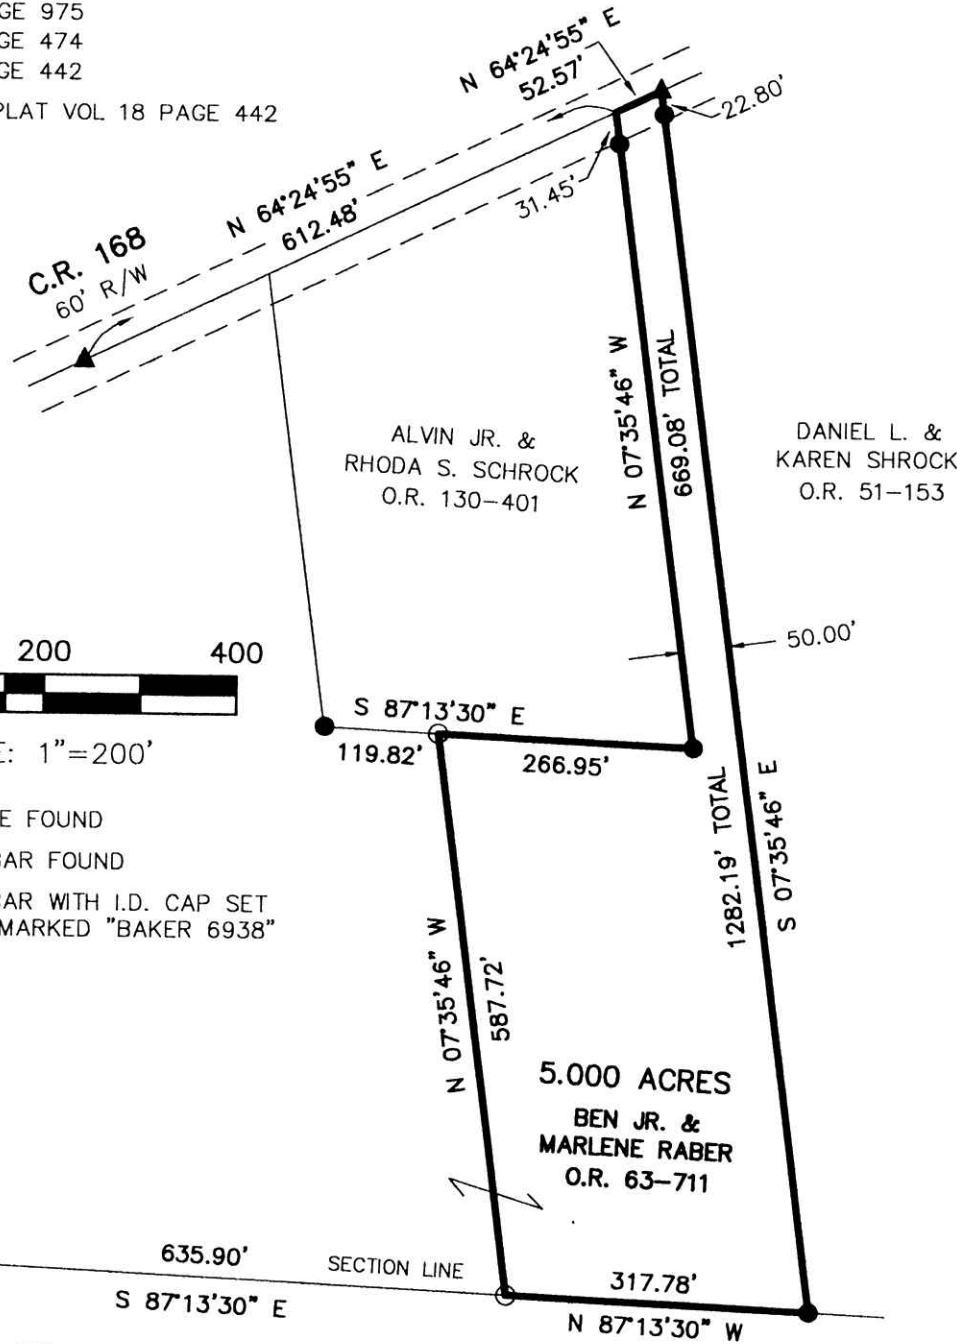 GE 975
GE 474
GE 442
PLAT VOL 18 PAGE 442
N 64°24'55" E
52.57'
22.80'
N 64°24'55" E
612.48'
31.45'
C.R. 168
60' R/W
N 07°35'46" W
669.08' TOTAL
ALVIN JR. &
RHODA S. SCHROCK
O.R. 130-401
DANIEL L. &
KAREN SHROCK
O.R. 51-153
50.00'
200 400
E: 1"=200'
S 87°13'30" E
119.82'
266.95'
E FOUND
BAR FOUND
BAR WITH I.D. CAP SET
MARKED "BAKER 6938"
1282.19' TOTAL
S 07°35'46" E
N 07°35'46" W
587.72'
5.000 ACRES
BEN JR. &
MARLENE RABER
O.R. 63-711
635.90'
SECTION LINE
S 87°13'30" E
317.78'
N 87°13'30" W